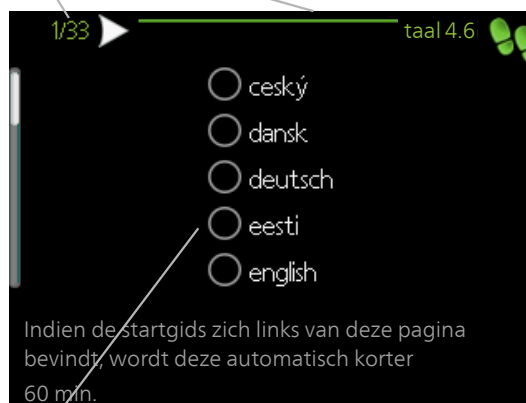 1/33 taal 4.6
ceský
dansk
deutsch
eesti
english
Indien de startgids zich links van deze pagina
bevindt, wordt deze automatisch korter
60 min.